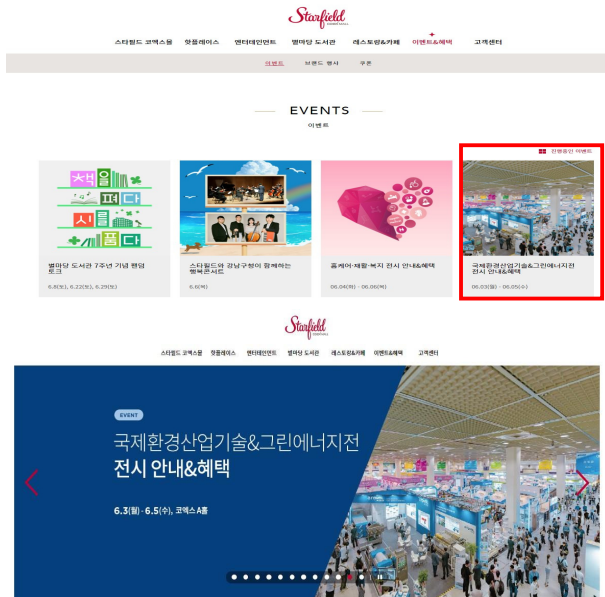 Starfield
COEX MALL
스타필드 코엑스몰 핫플레이스 엔터테인먼트 별마당 도서관 레스토랑&카페 이벤트&혜택 고객센터
이벤트 브랜드 행사 쿠폰
EVENTS
이벤트
진행중인 이벤트
책을
펴다
시를
품다
별마당 도서관 7주년 기념 팬덤
토크
6.8(토), 6.22(토), 6.29(토)
스타필드와 강남구청이 함께하는
행복콘서트
6.6(목)
홈케어·재활·복지 전시 안내&혜택
06.04(화) - 06.06(목)
국제환경산업기술&그린에너지전
전시 안내&혜택
06.03(월) - 06.05(수)
Starfield
COEX MALL
스타필드 코엑스몰 핫플레이스 엔터테인먼트 별마당 도서관 레스토랑&카페 이벤트&혜택 고객센터
EVENT
국제환경산업기술&그린에너지전
전시 안내&혜택
6.3(월) - 6.5(수), 코엑스 A홀